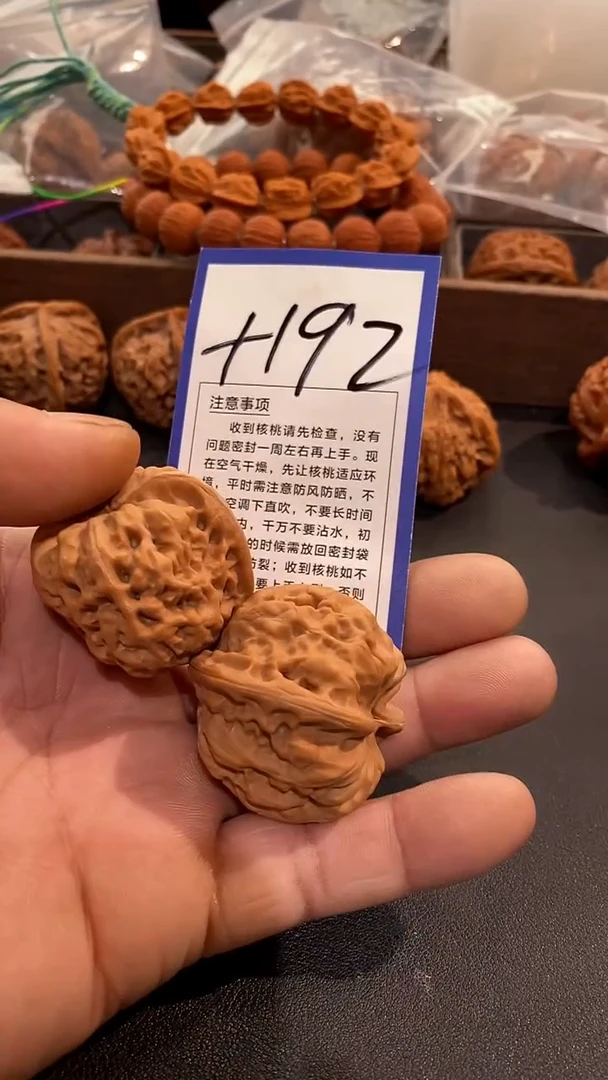 +192
注意事项
收到核桃请先检查，没有
问题密封一周左右再上手。现
在空气干燥，先让核桃适应环
境，平时需注意防风防晒，不
空调下直吹，不要长时间
内，千万不要沾水，初
的时候需放回密封袋
防裂；收到核桃如不
要上手
否则